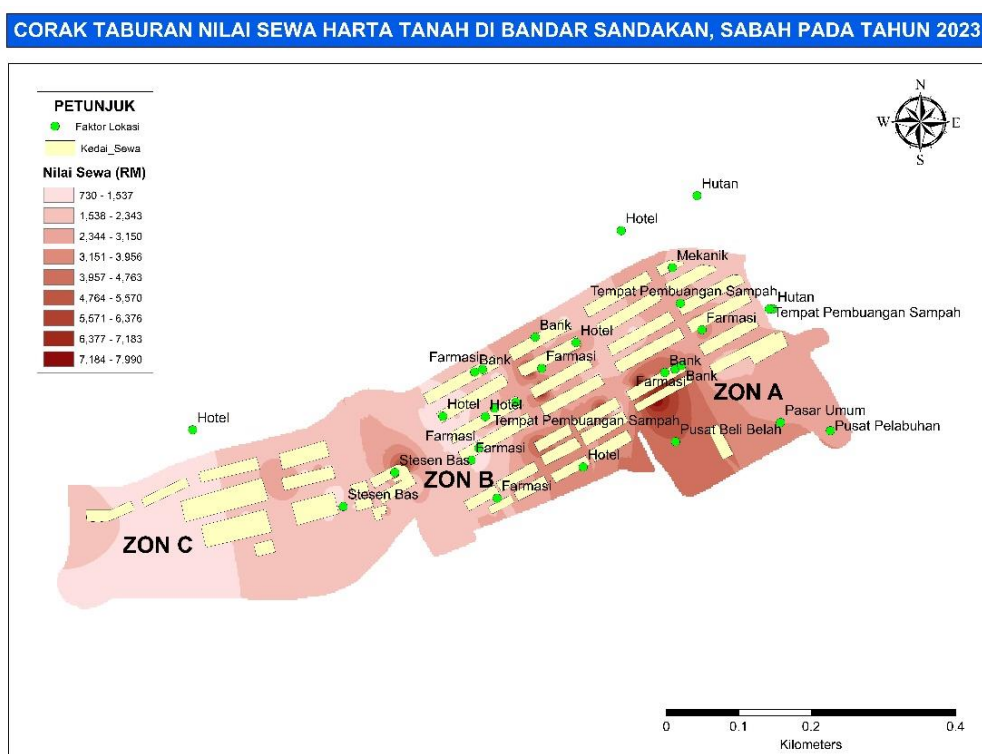 CORAK TABURAN NILAI SEWA HARTA TANAH DI BANDAR SANDAKAN, SABAH PADA TAHUN 2023
PETUNJUK
Faktor Lokasi
Kedai_Sewa
Nilai Sewa (RM)
730 - 1,537
1,538 - 2,343
2,344 - 3,150
3,151 - 3,956
3,957 - 4,763
4,764 - 5,570
5,571 - 6,376
6,377 - 7,183
7,184 - 7,990
N
W
E
S
Hutan
Hotel
Mekanik
Tempat Pembuangan Sampah
Hutan
Tempat Pembuangan Sampah
Farmasi
Bank
Hotel
Farmasi
Bank
Farmasi
Bank
Farmasi
Bank
ZON A
Hotel
Hotel
Hotel
Tempat Pembuangan Sampah
Pasar Umum
Pusat Pelabuhan
Farmasi
Pusat Beli Belah
Farmasi
Stesen Bas
ZON B
Hotel
Farmasi
Stesen Bas
ZON C
0
0.1
0.2
0.4
Kilometers